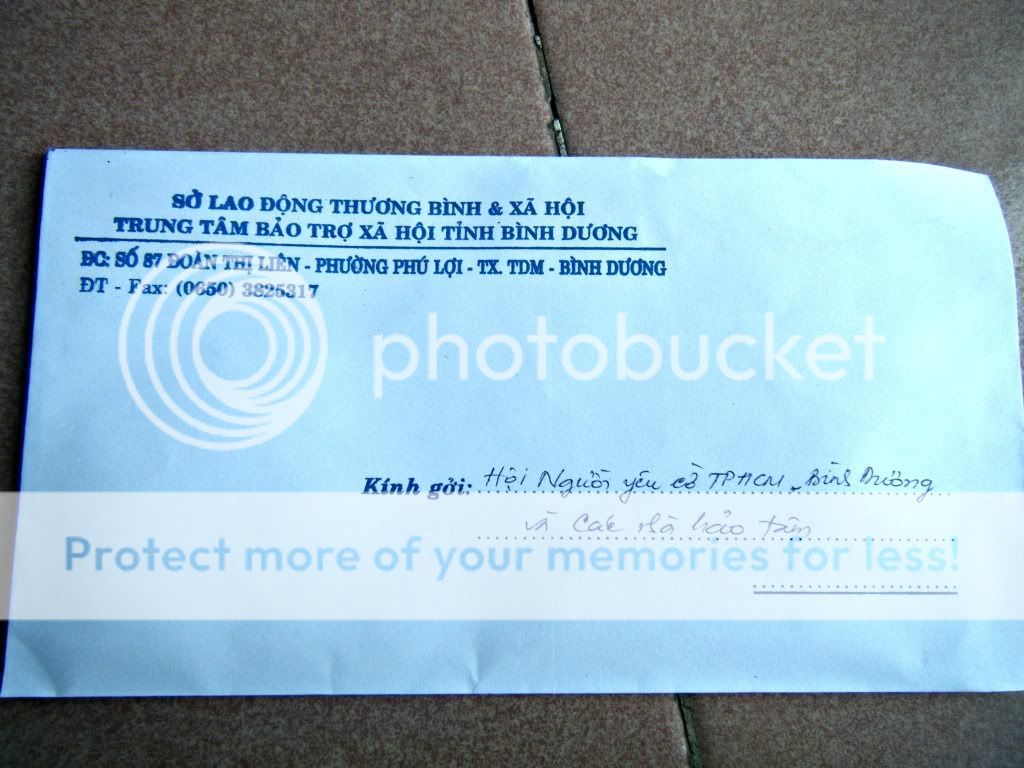 SỞ LAO ĐỘNG THƯƠNG BÌNH & XÃ HỘI
TRUNG TÂM BẢO TRỢ XÃ HỘI TỈNH BÌNH DƯƠNG
ĐC: SỐ 87 ĐOÀN THỊ LIÊN - PHƯỜNG PHÚ LỢI - TX. TDM - BÌNH DƯƠNG
ĐT - Fax: (0650) 3825317
photobucket
Kính gởi: Hội Người yêu cờ TPHCM, Bình Dương
và Các nhà hảo tâm
Protect more of your memories for less!